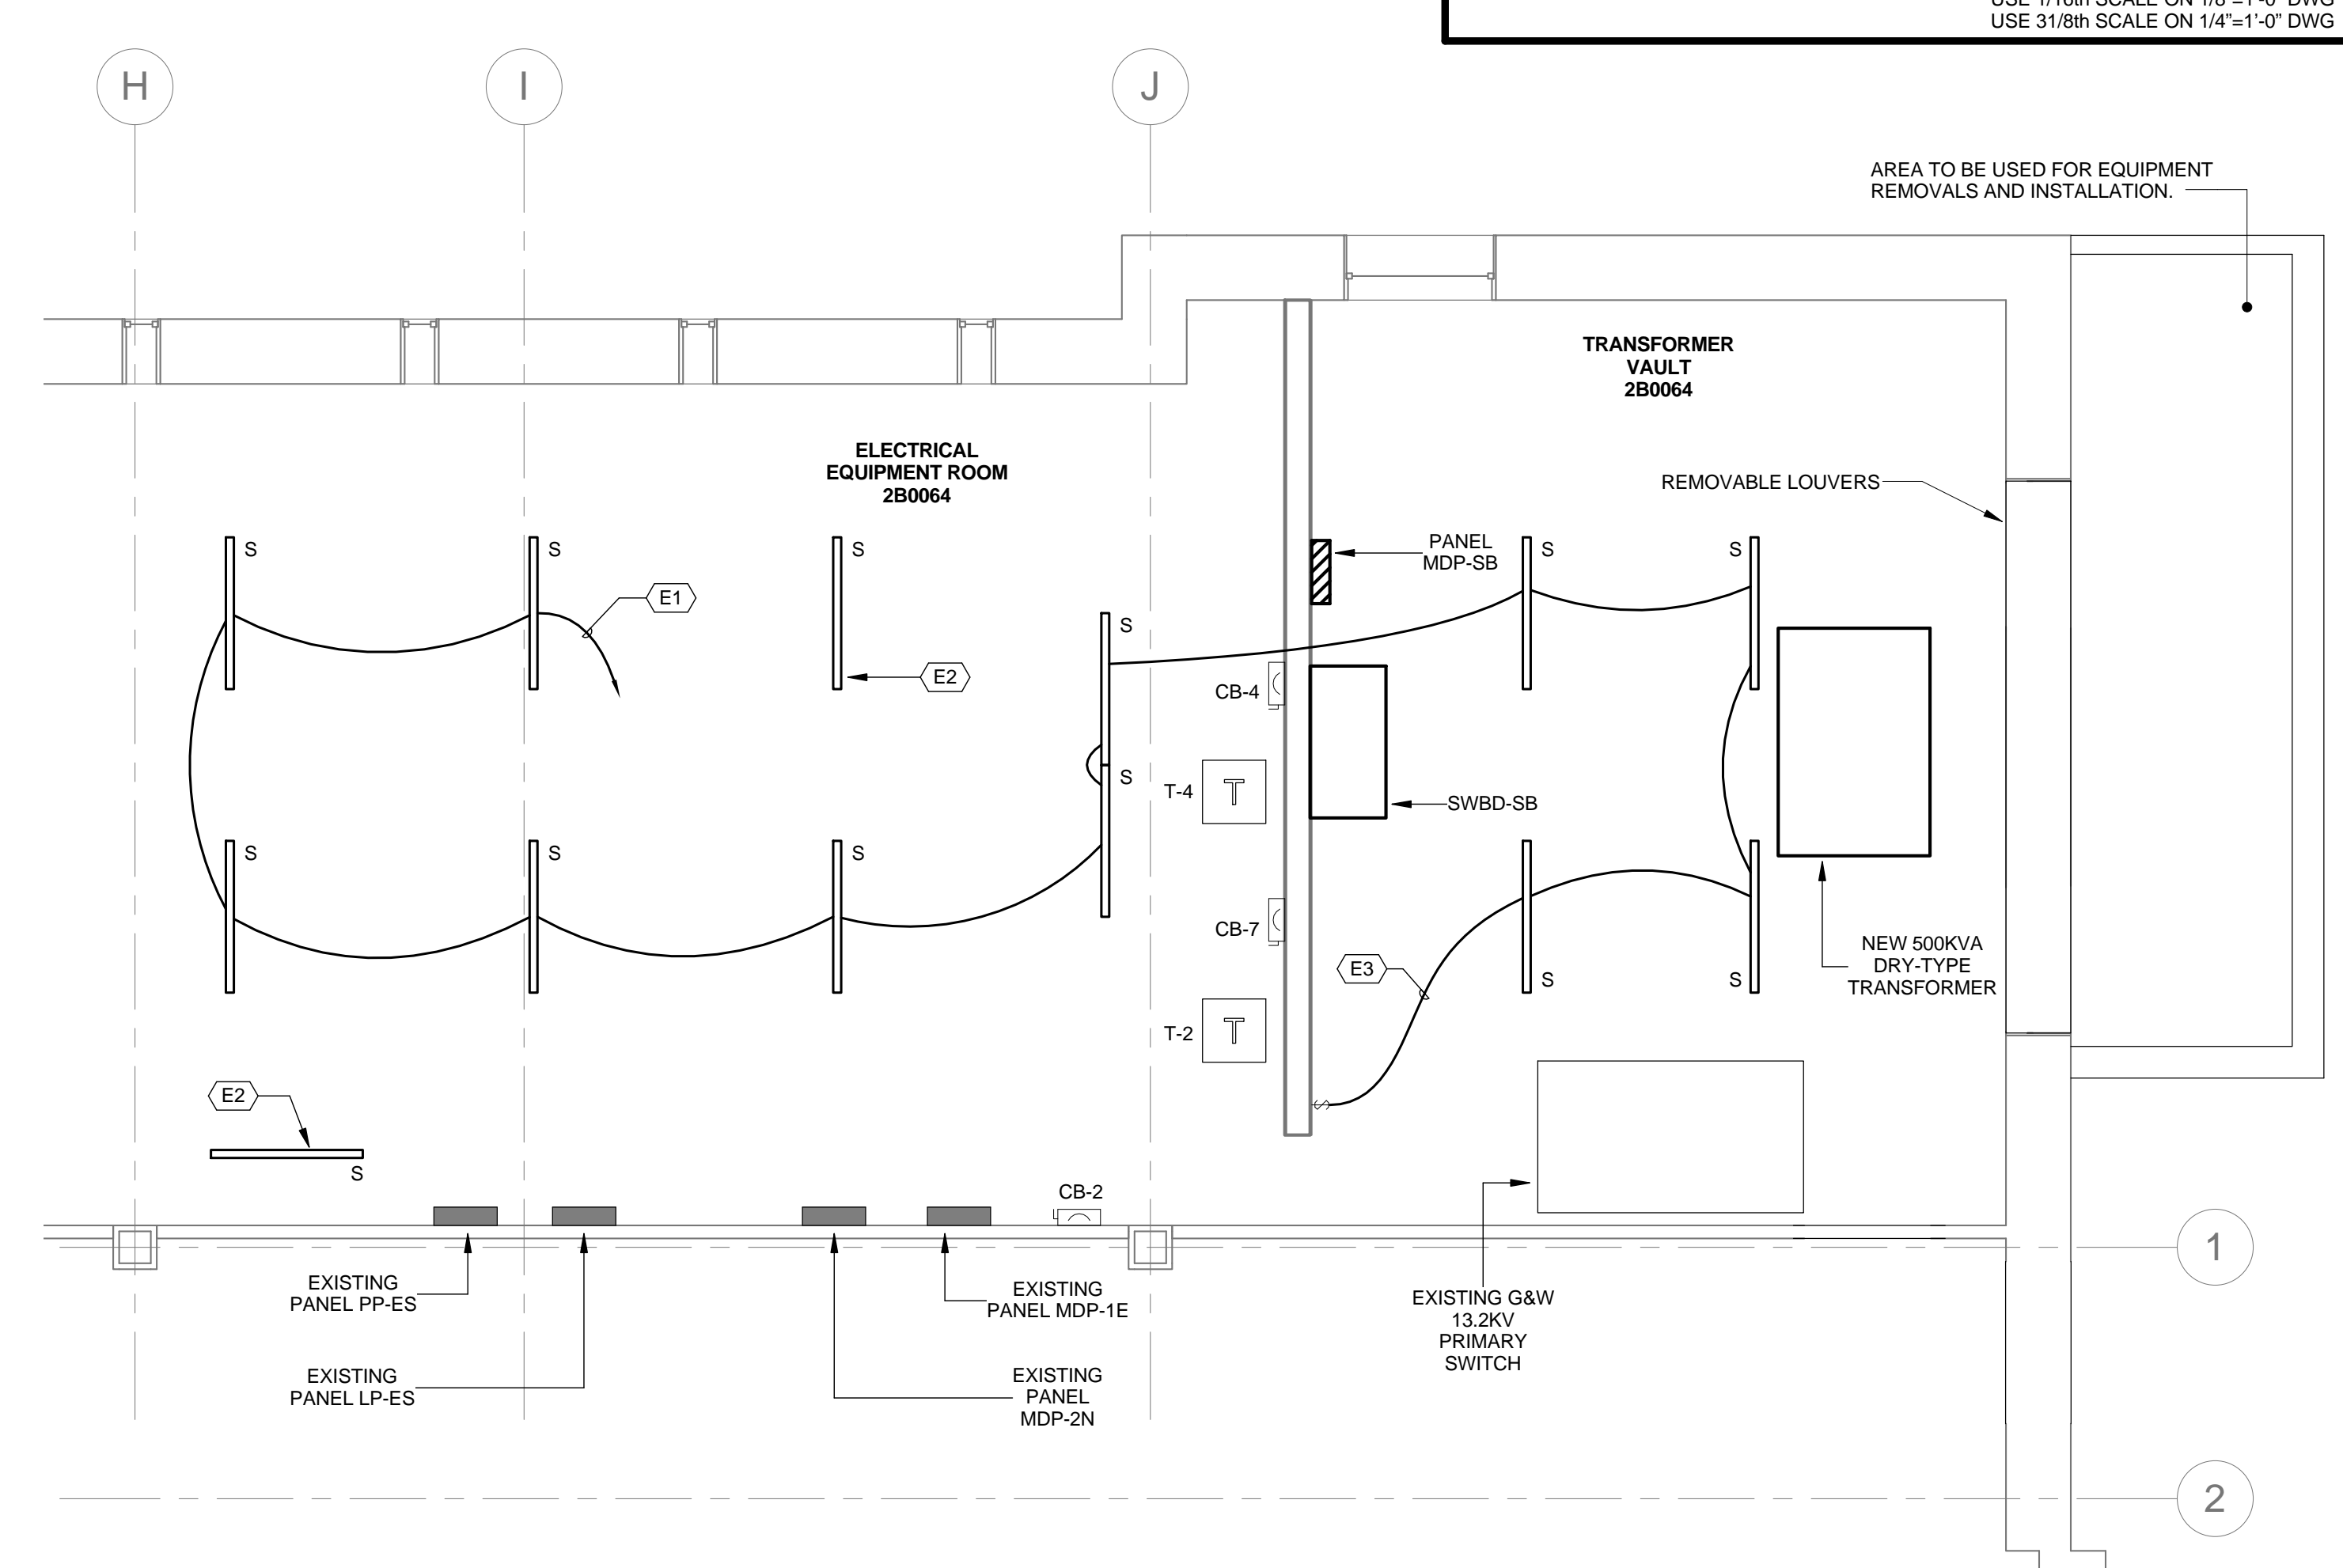 USE 1/16th SCALE ON 1/8"=1'-0" DWG
USE 31/8th SCALE ON 1/4"=1'-0" DWG
H
I
J
AREA TO BE USED FOR EQUIPMENT
REMOVALS AND INSTALLATION.
TRANSFORMER
VAULT
2B0064
ELECTRICAL
EQUIPMENT ROOM
2B0064
REMOVABLE LOUVERS
S
S
S
PANEL
MDP-SB
S
S
E1
S
E2
CB-4
S
T-4
T
SWBD-SB
S
S
S
CB-7
NEW 500KVA
DRY-TYPE
TRANSFORMER
E3
S
S
T-2
T
E2
S
CB-2
1
EXISTING
PANEL PP-ES
EXISTING
PANEL MDP-1E
EXISTING G&W
13.2KV
PRIMARY
SWITCH
EXISTING
PANEL LP-ES
EXISTING
PANEL
MDP-2N
2